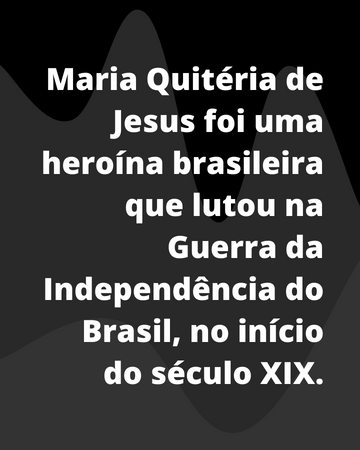 Maria Quitéria de
Jesus foi uma
heroína brasileira
que lutou na
Guerra da
Independência do
Brasil, no início
do século XIX.